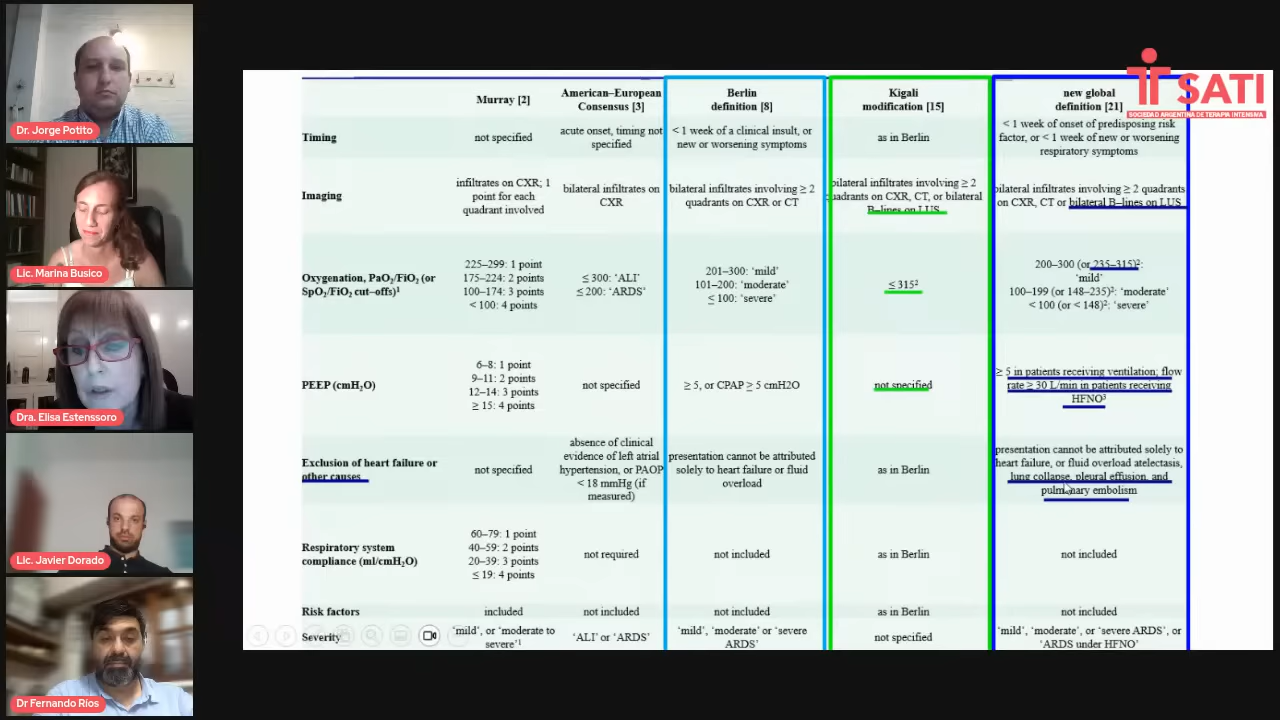 Dr. Jorge Potito
Lic. Marina Busico
Dra. Elisa Estenssoro
Lic. Javier Dorado
Dr Fernando Ríos
SATI
SOCIEDAD ARGENTINA DE TERAPIA INTENSIVA
Murray [2]
American–European
Consensus [3]
Berlin
definition [8]
Kigali
modification [15]
new global
definition [21]
Timing
not specified
acute onset, timing not
specified
< 1 week of a clinical insult, or
new or worsening symptoms
as in Berlin
< 1 week of onset of predisposing risk
factor, or < 1 week of new or worsening
respiratory symptoms
Imaging
infiltrates on CXR; 1
point for each
quadrant involved
bilateral infiltrates on
CXR
bilateral infiltrates involving ≥ 2
quadrants on CXR or CT
bilateral infiltrates involving ≥ 2
quadrants on CXR, CT, or bilateral
B–lines on LUS
bilateral infiltrates involving ≥ 2 quadrants
on CXR, CT or bilateral B–lines on LUS
Oxygenation, PaO₂/FiO₂ (or
SpO₂/FiO₂ cut–offs)¹
225–299: 1 point
175–224: 2 points
100–174: 3 points
< 100: 4 points
≤ 300: ‘ALI’
≤ 200: ‘ARDS’
201–300: ‘mild’
101–200: ‘moderate’
≤ 100: ‘severe’
≤ 315²
200–300 (or 235–315)²:
‘mild’
100–199 (or 148–235)²: ‘moderate’
< 100 (or < 148)²: ‘severe’
PEEP (cmH₂O)
6–8: 1 point
9–11: 2 points
12–14: 3 points
≥ 15: 4 points
not specified
≥ 5, or CPAP ≥ 5 cmH2O
not specified
≥ 5 in patients receiving ventilation; flow
rate ≥ 30 L/min in patients receiving
HFNO³
Exclusion of heart failure or
other causes
not specified
absence of clinical
evidence of left atrial
hypertension, or PAOP
< 18 mmHg (if
measured)
presentation cannot be attributed
solely to heart failure or fluid
overload
as in Berlin
presentation cannot be attributed solely to
heart failure, or fluid overload atelectasis,
lung collapse, pleural effusion, and
pulmonary embolism
Respiratory system
compliance (ml/cmH₂O)
60–79: 1 point
40–59: 2 points
20–39: 3 points
≤ 19: 4 points
not required
not included
as in Berlin
not included
Risk factors
included
not included
not included
as in Berlin
not included
Severity
‘mild’, or ‘moderate to
severe’¹
‘ALI’ or ‘ARDS’
‘mild’, ‘moderate’ or ‘severe
ARDS’
not specified
‘mild’, ‘moderate’, or ‘severe ARDS’, or
‘ARDS under HFNO’